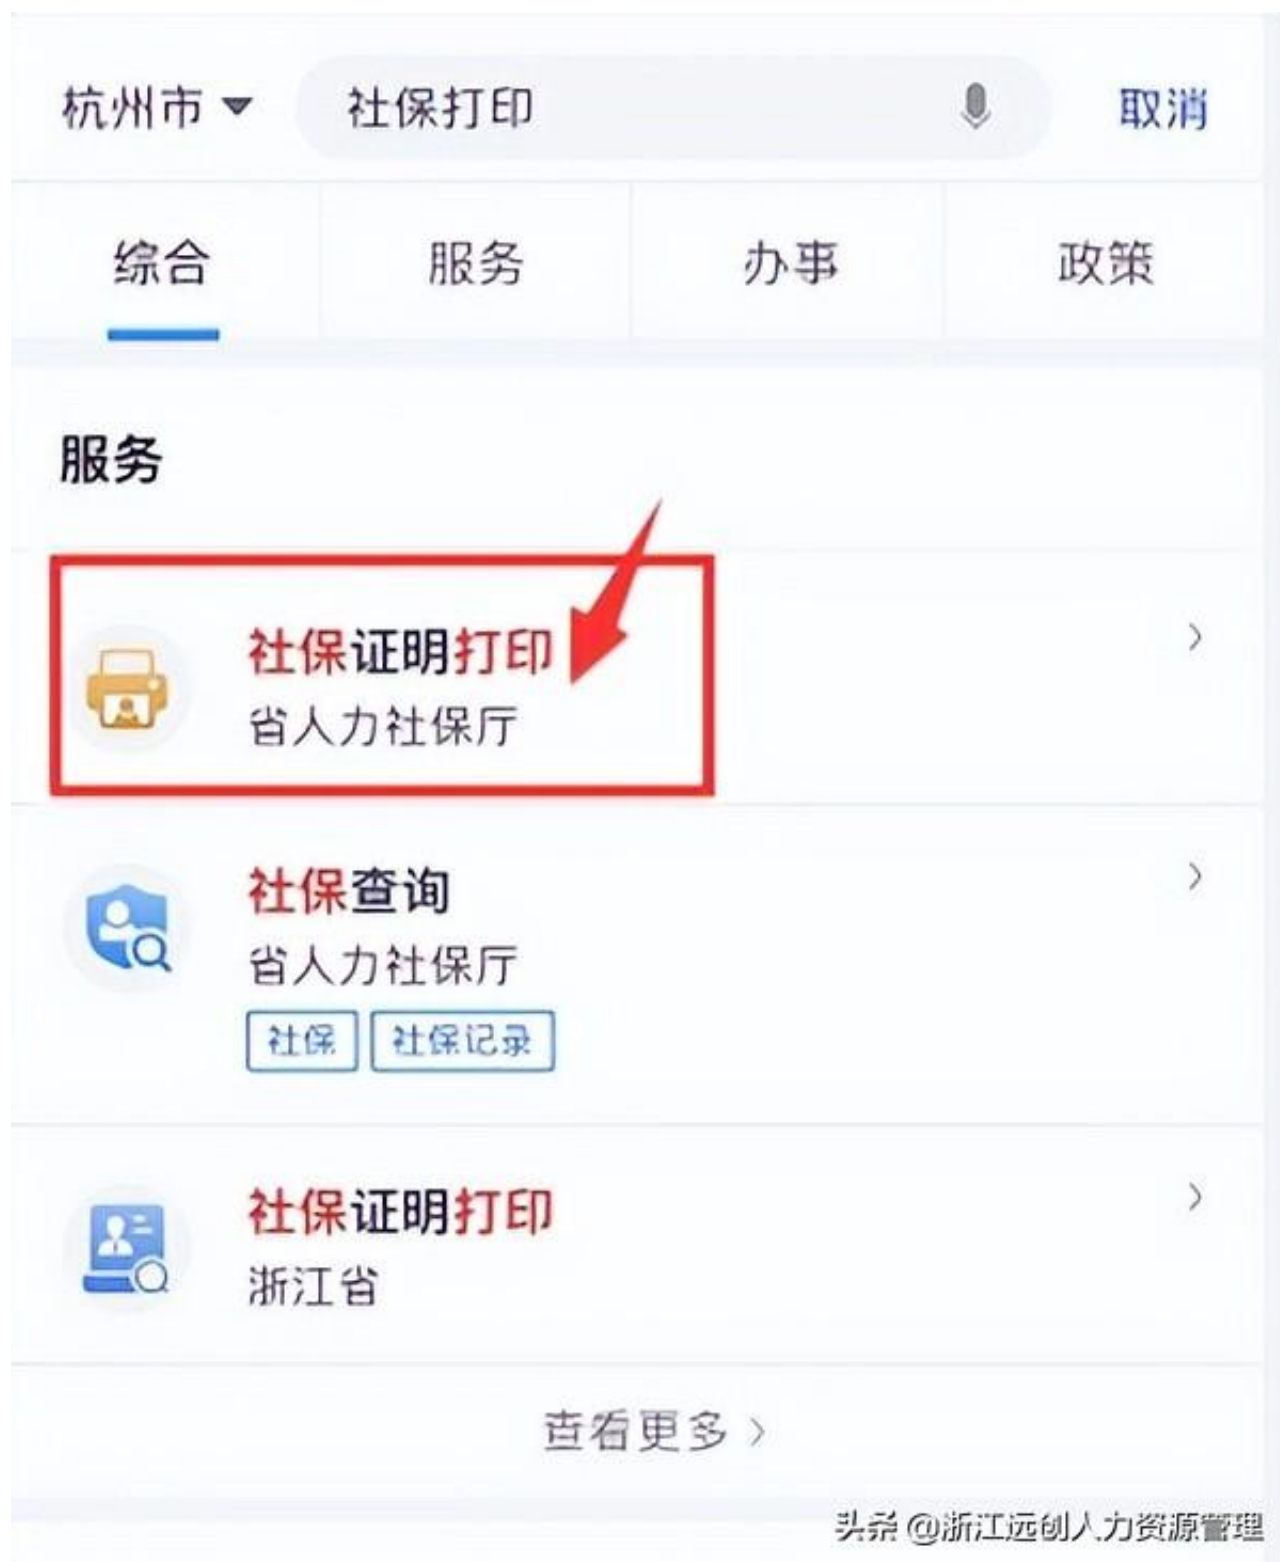 杭州市 社保打印 取消
综合 服务 办事 政策
服务
社保证明打印
省人力社保厅
社保查询
省人力社保厅
社保 社保记录
社保证明打印
浙江省
查看更多
头条 @浙江远创人力资源管理